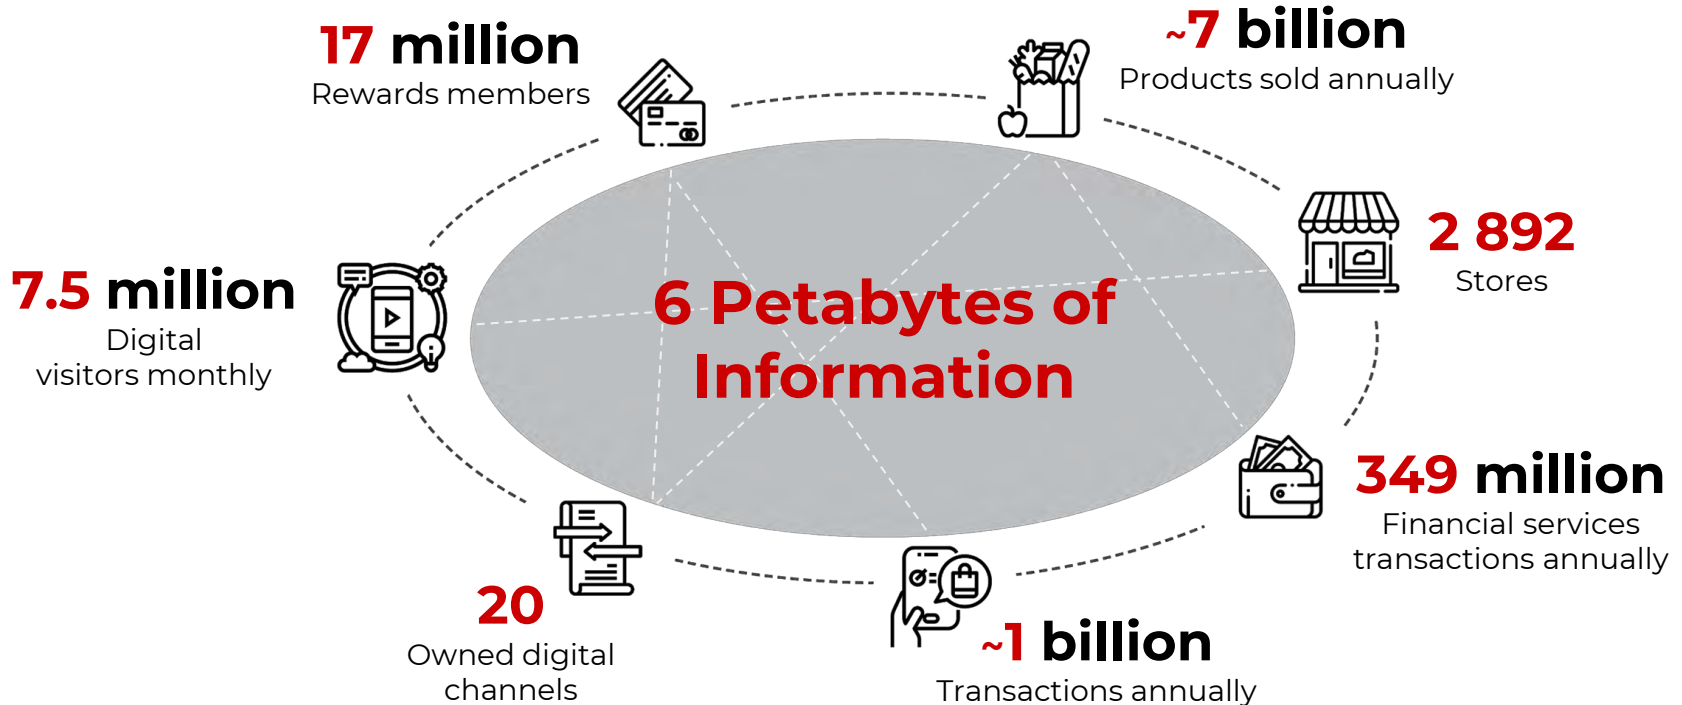 17 million
Rewards members
~7 billion
Products sold annually
2 892
Stores
349 million
Financial services
transactions annually
~1 billion
Transactions annually
20
Owned digital
channels
7.5 million
Digital
visitors monthly
6 Petabytes of
Information